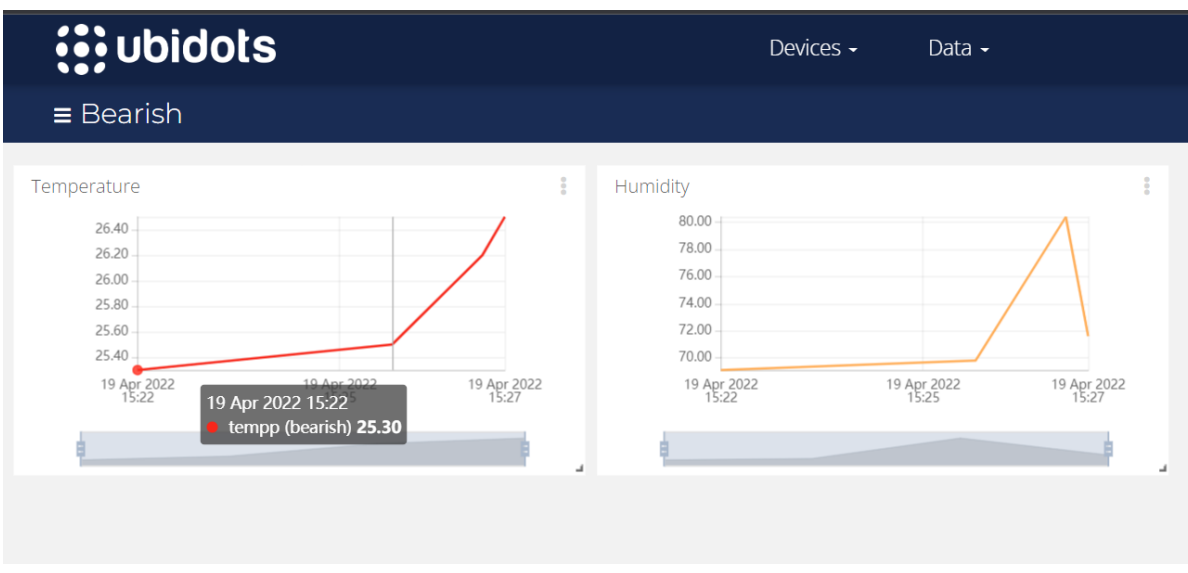 ubidots
Devices
Data
Bearish
Temperature
26.40
26.20
26.00
25.80
25.60
25.40
19 Apr 2022
15:22
19 Apr 2022
19 Apr 2022
15:27
19 Apr 2022 15:22
tempp (bearish) 25.30
Humidity
80.00
78.00
76.00
74.00
72.00
70.00
19 Apr 2022
15:22
19 Apr 2022
15:25
19 Apr 2022
15:27